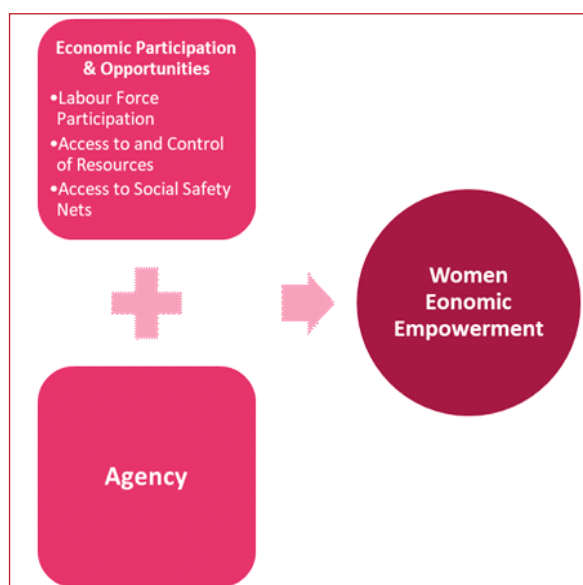 Economic Participation
& Opportunities
•Labour Force
Participation
•Access to and Control
of Resources
•Access to Social Safety
Nets
Women
Eonomic
Empowerment
Agency